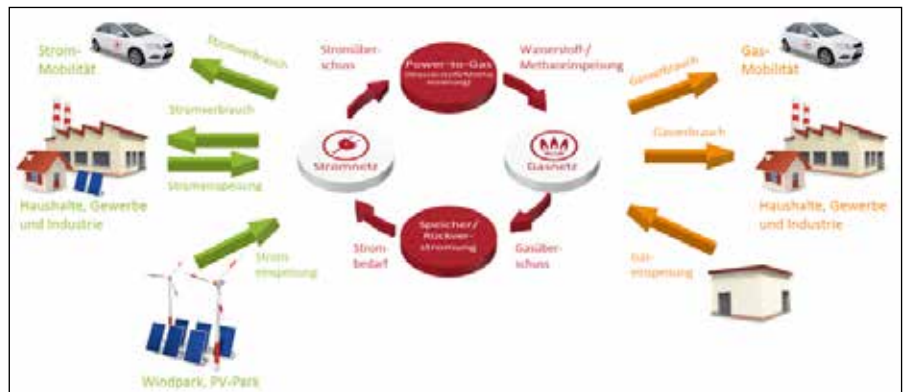 Strom-
Mobilität
Stromverbrauch
Stromverbrauch
Stromeinspeisung
Haushalte, Gewerbe
und Industrie
Strom
einspeisung
Windpark, PV-Park
Stromüber-
schuss
Power-to-Gas
Wasserstoff-/
Methaneinspeisung
Stromnetz
Gasnetz
Speicher/
Rückver-
stromung
Strom
bedarf
Gasüber-
schuss
Gas-
Mobilität
Gasverbrauch
Gasverbrauch
Haushalte, Gewerbe
und Industrie
Gas-
einspeisung